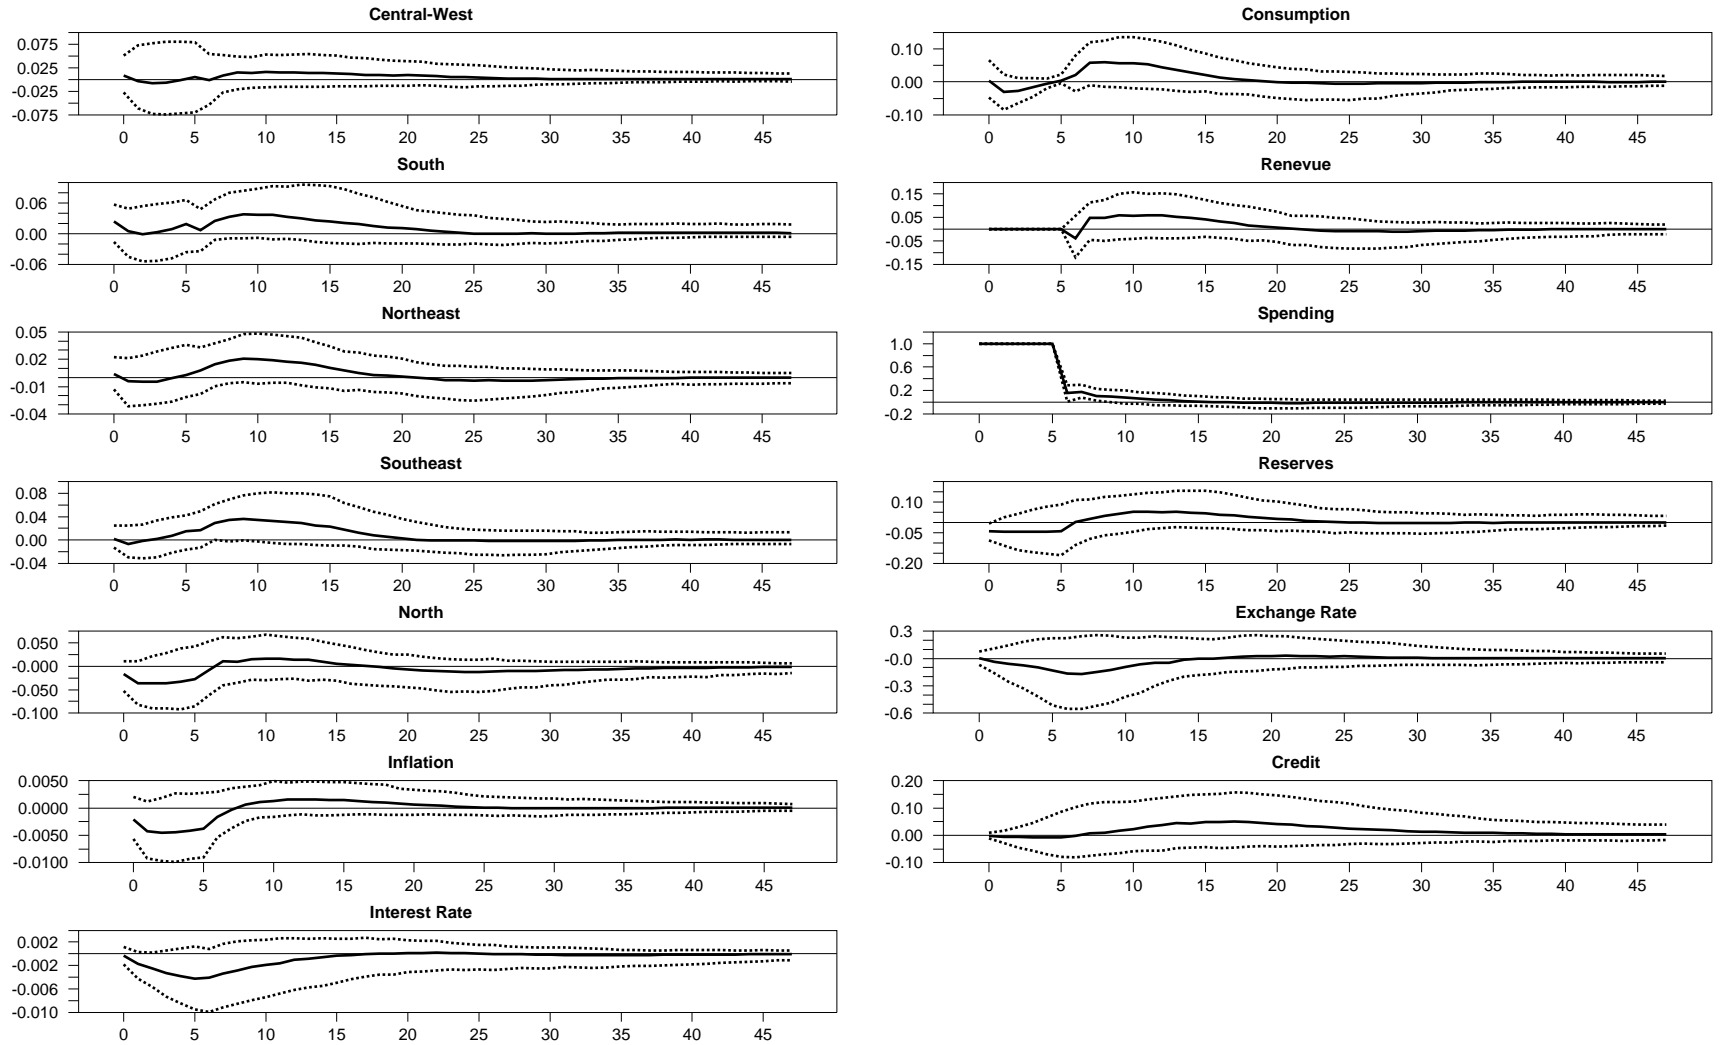 Central-West
0.075
0.025
-0.025
-0.075
0 5 10 15 20 25 30 35 40 45
South
0.06
0.00
-0.06
0 5 10 15 20 25 30 35 40 45
Northeast
0.05
0.02
-0.01
-0.04
0 5 10 15 20 25 30 35 40 45
Southeast
0.08
0.04
0.00
-0.04
0 5 10 15 20 25 30 35 40 45
North
0.050
-0.000
-0.050
-0.100
0 5 10 15 20 25 30 35 40 45
Inflation
0.0050
0.0000
-0.0050
-0.0100
0 5 10 15 20 25 30 35 40 45
Interest Rate
0.002
-0.002
-0.006
-0.010
0 5 10 15 20 25 30 35 40 45
Consumption
0.10
0.00
-0.10
0 5 10 15 20 25 30 35 40 45
Renevue
0.15
0.05
-0.05
-0.15
0 5 10 15 20 25 30 35 40 45
Spending
1.0
0.6
0.2
-0.2
0 5 10 15 20 25 30 35 40 45
Reserves
0.10
-0.05
-0.20
0 5 10 15 20 25 30 35 40 45
Exchange Rate
0.3
-0.0
-0.3
-0.6
0 5 10 15 20 25 30 35 40 45
Credit
0.20
0.10
0.00
-0.10
0 5 10 15 20 25 30 35 40 45